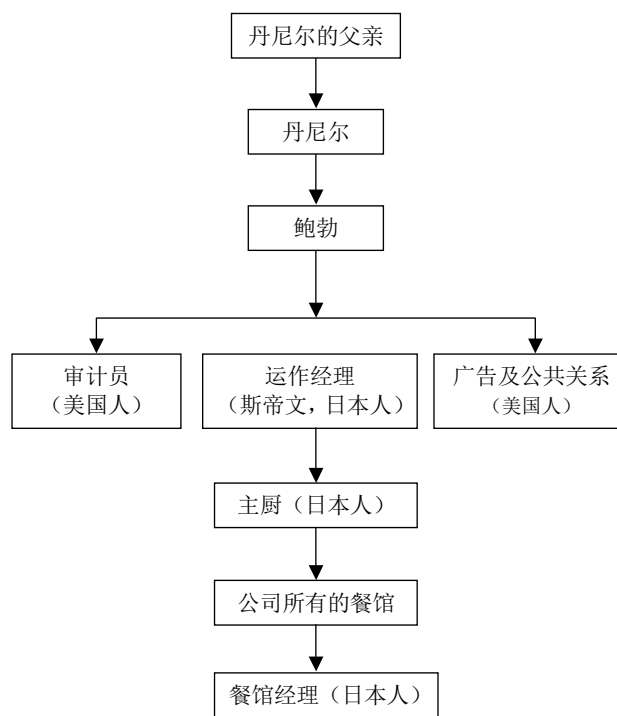 丹尼尔的父亲
丹尼尔
鲍勃
审计员
（美国人）
运作经理
（斯帝文,日本人）
广告及公共关系
（美国人）
主厨（日本人）
公司所有的餐馆
餐馆经理（日本人）